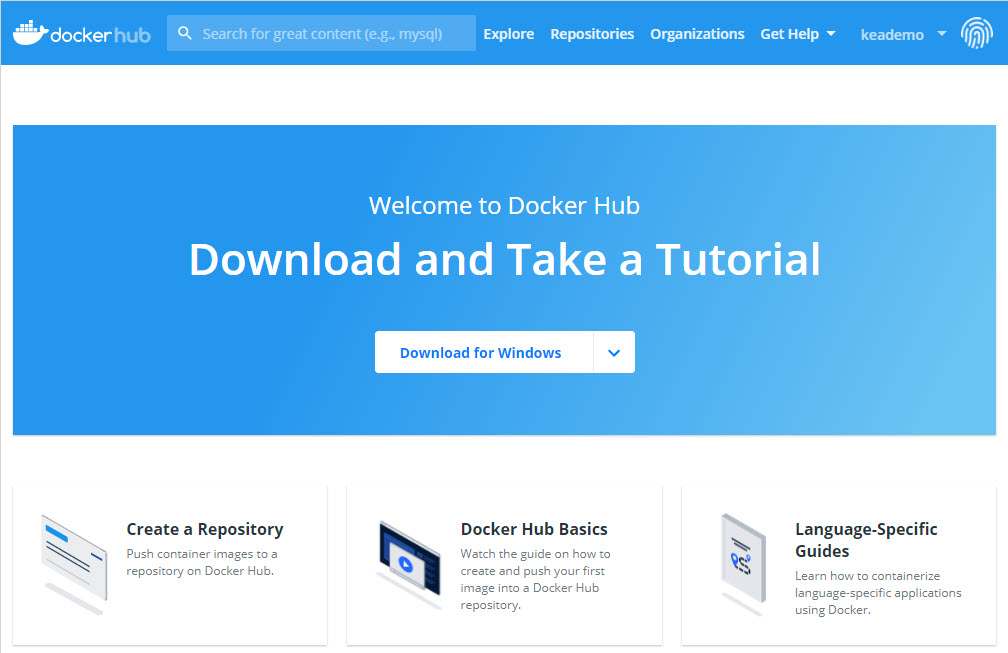 docker hub Search for great content (e.g., mysql) Explore Repositories Organizations Get Help keademo
Welcome to Docker Hub
Download and Take a Tutorial
Download for Windows
Create a Repository
Push container images to a
repository on Docker Hub.
Docker Hub Basics
Watch the guide on how to
create and push your first
image into a Docker Hub
repository.
Language-Specific
Guides
Learn how to containerize
language-specific applications
using Docker.